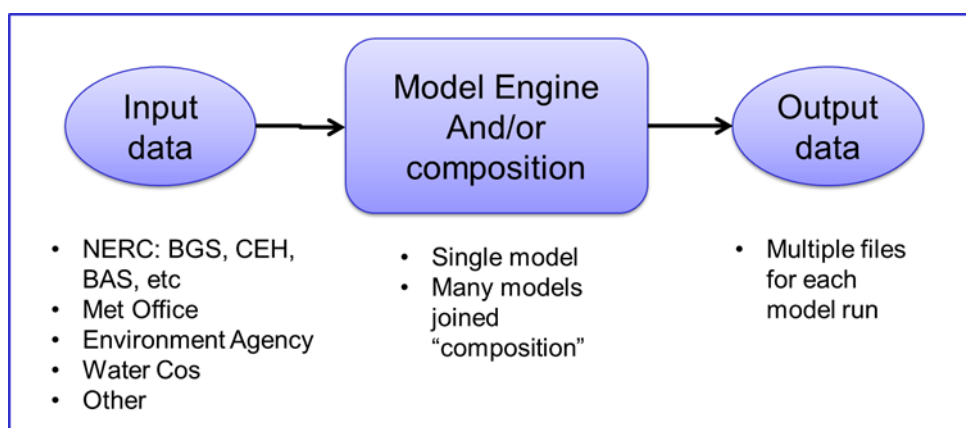 Input
data
Model Engine
And/or
composition
Output
data
• NERC: BGS, CEH,
BAS, etc
• Met Office
• Environment Agency
• Water Cos
• Other
• Single model
• Many models
joined
“composition”
• Multiple files
for each
model run